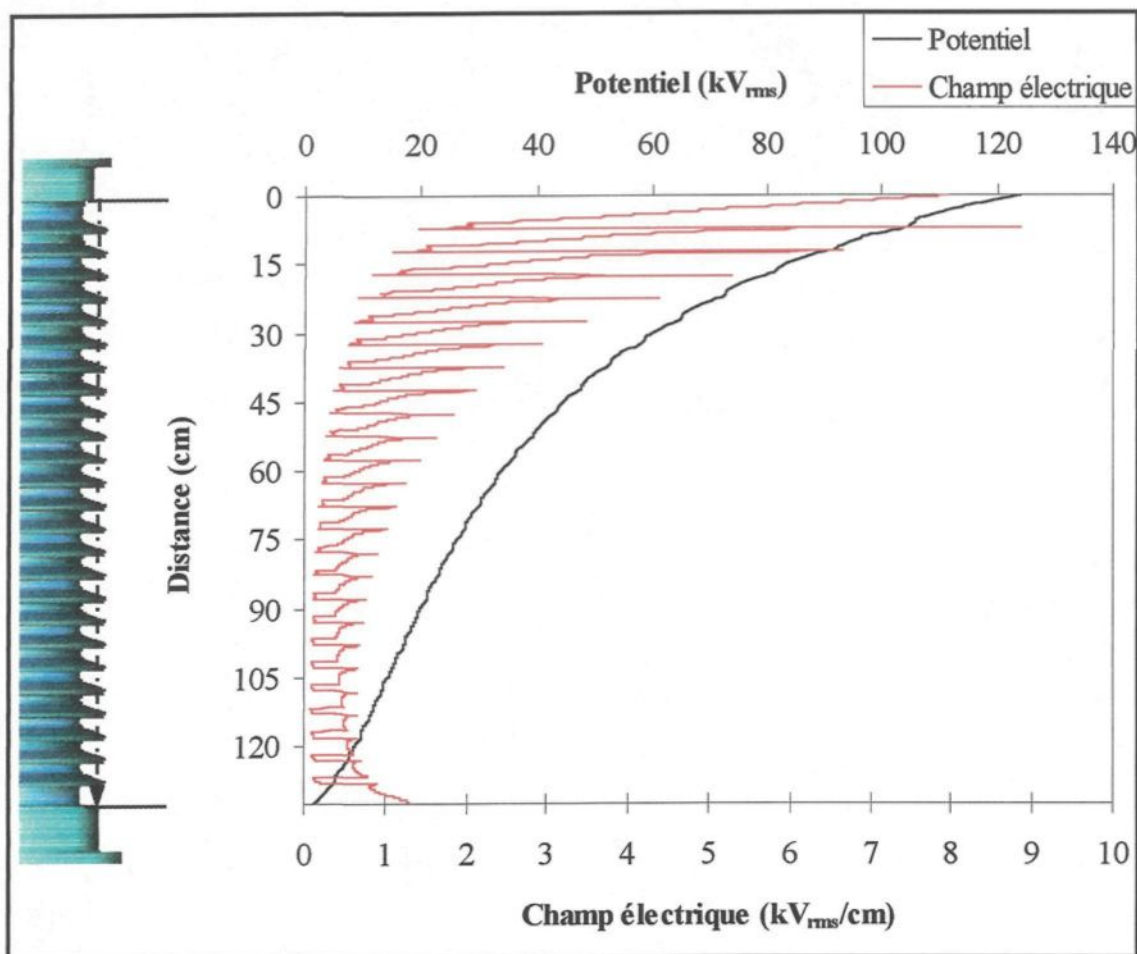 Potentiel
Champ électrique
Potentiel (kVrms)
0 20 40 60 80 100 120 140
0
15
30
45
60
75
90
105
120
Distance (cm)
0 1 2 3 4 5 6 7 8 9 10
Champ électrique (kVrms/cm)